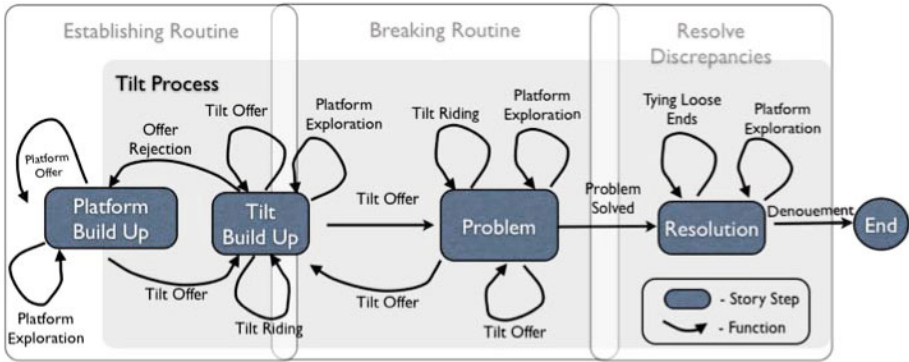 Establishing Routine
Breaking Routine
Resolve
Discrepancies
Tilt Process
Tilt Offer
Platform
Exploration
Offer
Rejection
Platform
Offer
Platform
Build Up
Tilt
Build Up
Tilt Offer
Tilt Riding
Platform
Exploration
Problem
Problem
Solved
Tying Loose
Ends
Platform
Exploration
Resolution
Denouement
End
Tilt Offer
Tilt Offer
Platform
Exploration
Tilt Riding
Tilt Offer
- Story Step
- Function